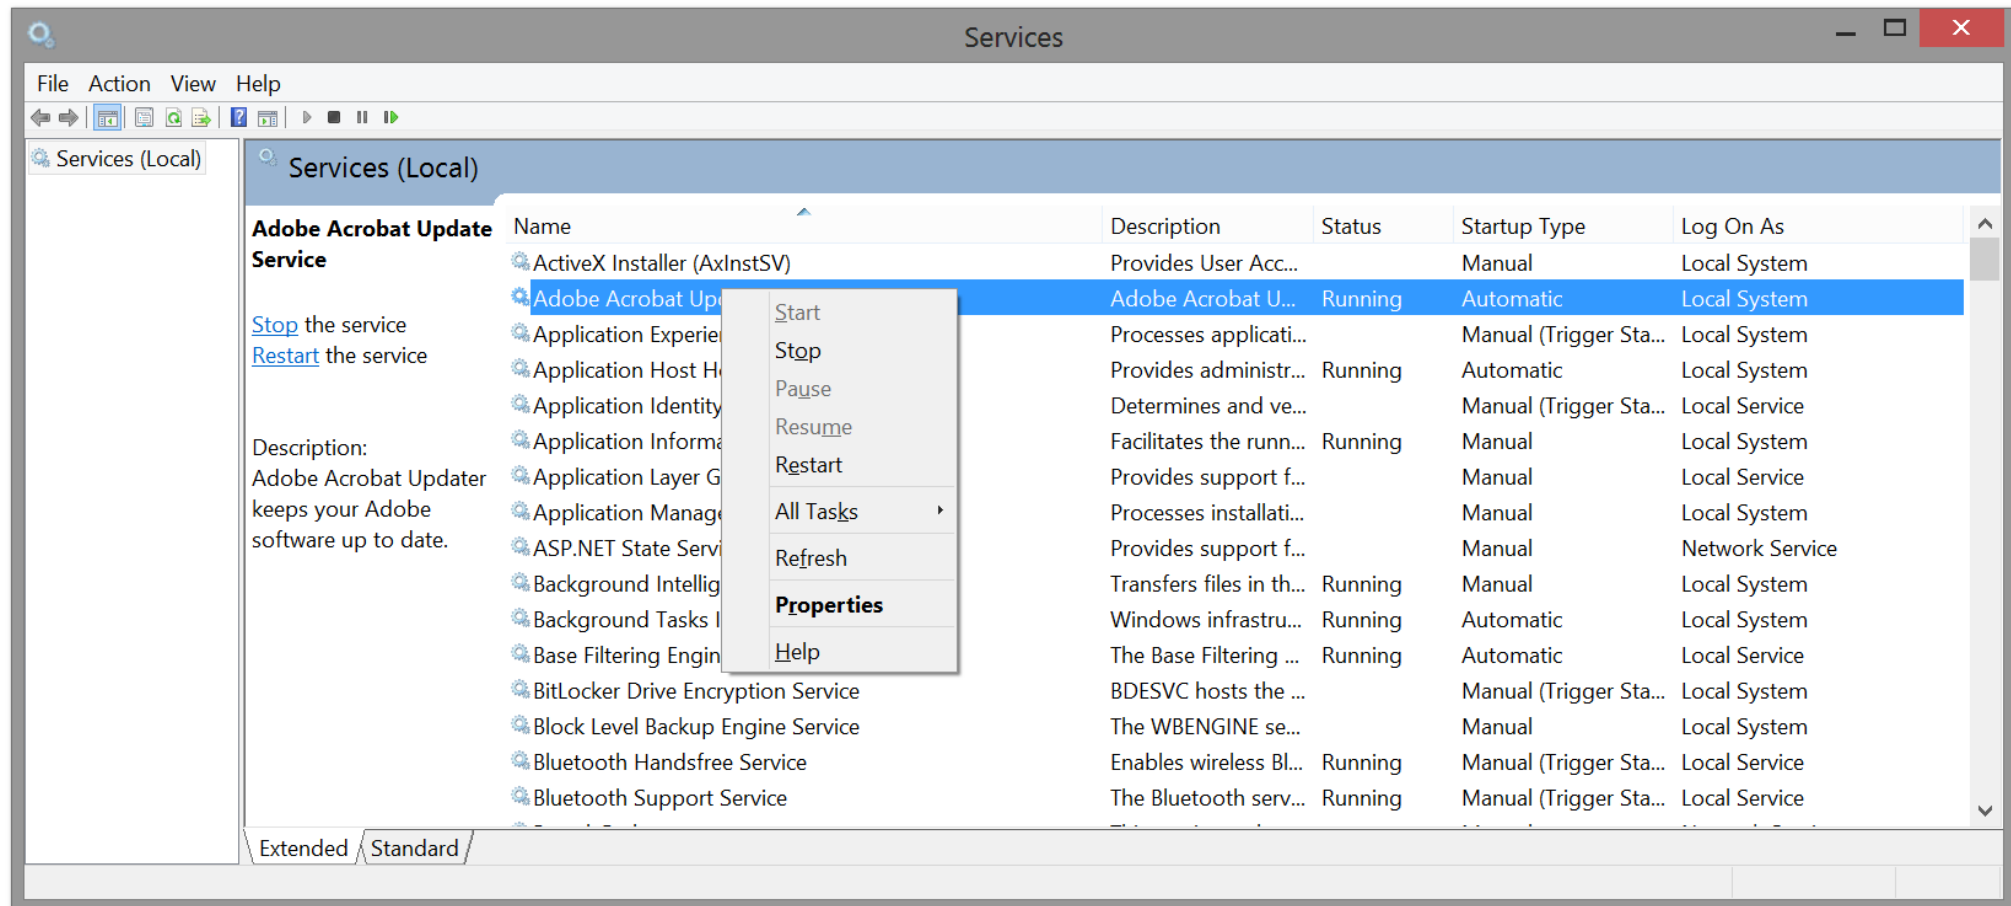 Services
File Action View Help
Services (Local)
Services (Local)
Adobe Acrobat Update
Service
Stop the service
Restart the service
Description:
Adobe Acrobat Updater
keeps your Adobe
software up to date.
Name Description Status Startup Type Log On As
ActiveX Installer (AxInstSV) Provides User Acc... Manual Local System
Adobe Acrobat Adobe Acrobat U... Running Automatic Local System
Application Processes applicati... Manual (Trigger Sta... Local System
Application Host Provides administr... Running Automatic Local System
Application Identity Determines and ve... Manual (Trigger Sta... Local Service
Application Facilitates the runn... Running Manual Local System
Application Layer Provides support f... Manual Local Service
Application Processes installati... Manual Local System
ASP.NET State Provides support f... Manual Network Service
Background Transfers files in th... Running Manual Local System
Background Tasks Windows infrastru... Running Automatic Local System
Base Filtering The Base Filtering ... Running Automatic Local Service
BitLocker Drive Encryption Service BDESVC hosts the ... Manual (Trigger Sta... Local System
Block Level Backup Engine Service The WBENGINE se... Manual Local System
Bluetooth Handsfree Service Enables wireless Bl... Running Manual (Trigger Sta... Local Service
Bluetooth Support Service The Bluetooth serv... Running Manual (Trigger Sta... Local Service
Start
Stop
Pause
Resume
Restart
All Tasks
Refresh
Properties
Help
Extended Standard